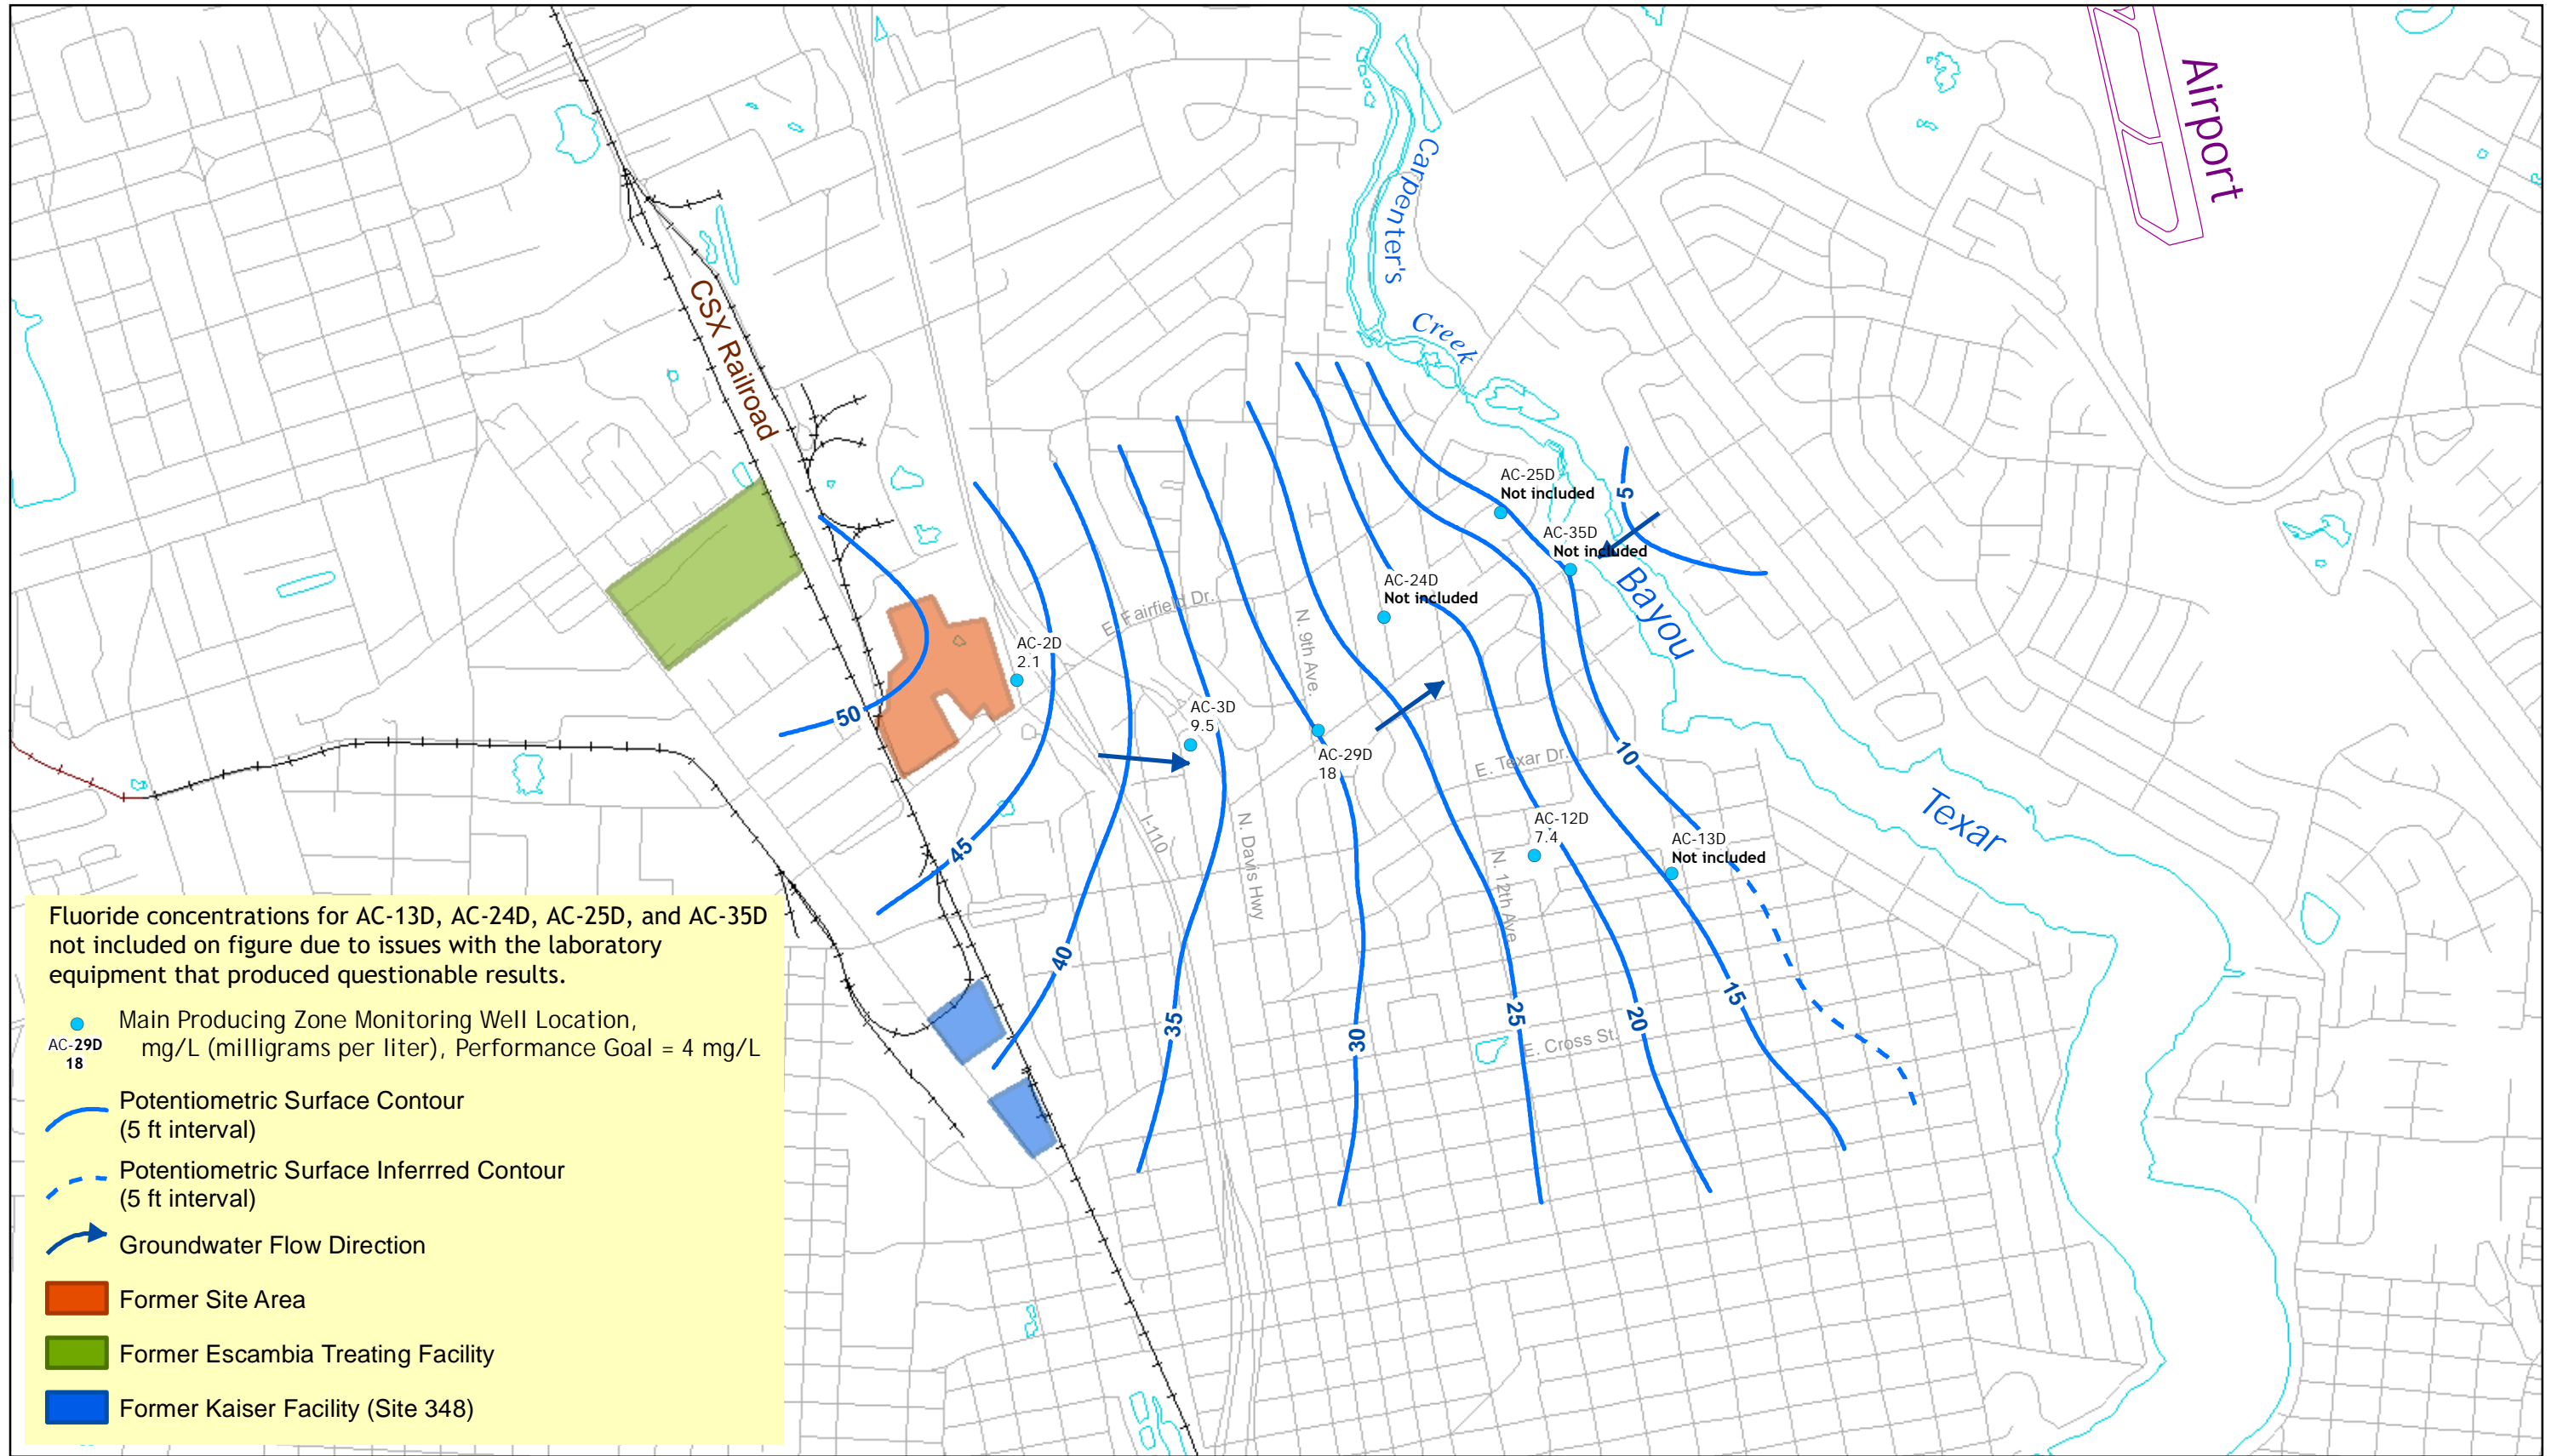 Airport
Carpenter's
Creek
CSX Railroad
AC-25D
Not included
5
AC-35D
Not included
AC-24D
Not included
Bayou
E. Fairfield Dr.
N. 9th Ave.
AC-2D
2.1
AC-3D
9.5
50
AC-29D
18
10
E. Texar Dr.
Texar
I-110
N. Davis Hwy
AC-12D
7.4
AC-13D
Not included
45
N. 12th Ave.
40
35
30
25
20
15
E. Cross St.
Fluoride concentrations for AC-13D, AC-24D, AC-25D, and AC-35D
not included on figure due to issues with the laboratory
equipment that produced questionable results.
Main Producing Zone Monitoring Well Location,
mg/L (milligrams per liter), Performance Goal = 4 mg/L
AC-29D
18
Potentiometric Surface Contour
(5 ft interval)
Potentiometric Surface Inferrred Contour
(5 ft interval)
Groundwater Flow Direction
Former Site Area
Former Escambia Treating Facility
Former Kaiser Facility (Site 348)